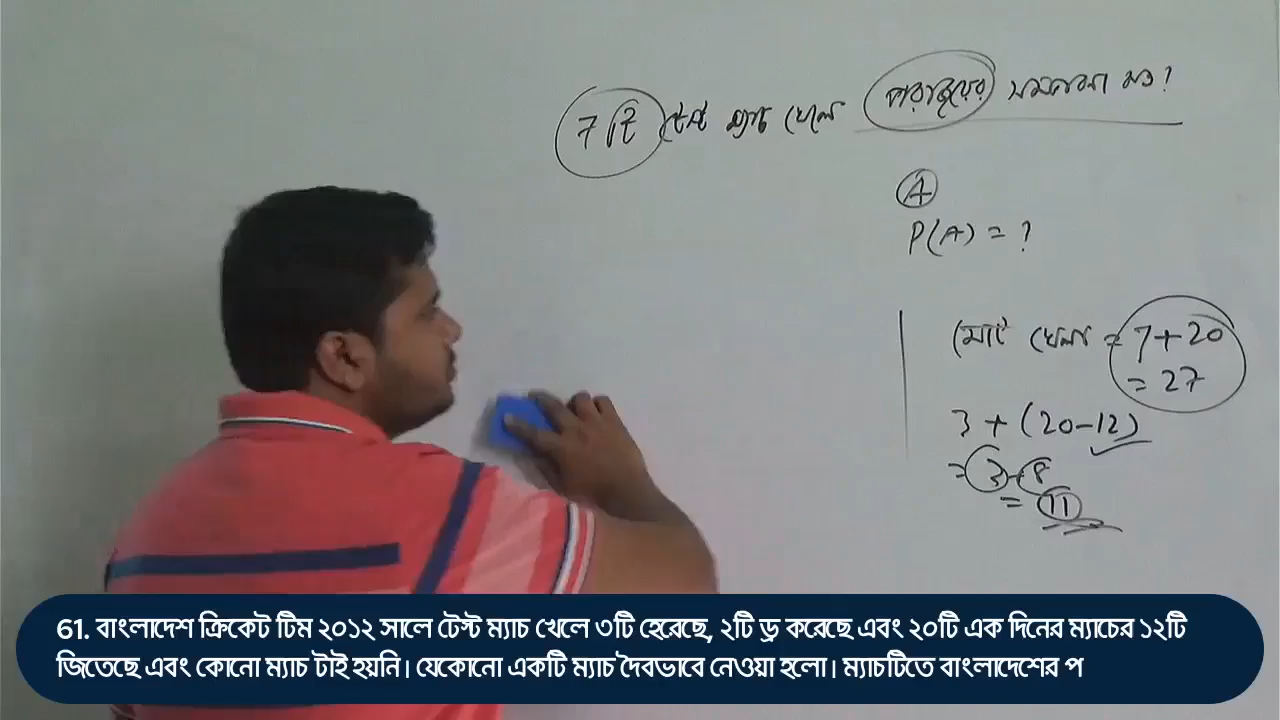 7টি টেস্ট ম্যাচ খেলে পরাজয়ের সম্ভাবনা কত?
A
P(A) = ?
মোট খেলা = 7+20
= 27
3 + (20-12)
= 3+8
= 11
61. বাংলাদেশ ক্রিকেট টিম ২০১২ সালে টেস্ট ম্যাচ খেলে ৩টি হেরেছে, ২টি ড্র করেছে এবং ২০টি এক দিনের ম্যাচের ১২টি
জিতেছে এবং কোনো ম্যাচ টাই হয়নি। যেকোনো একটি ম্যাচ দৈবভাবে নেওয়া হলো। ম্যাচটিতে বাংলাদেশের প